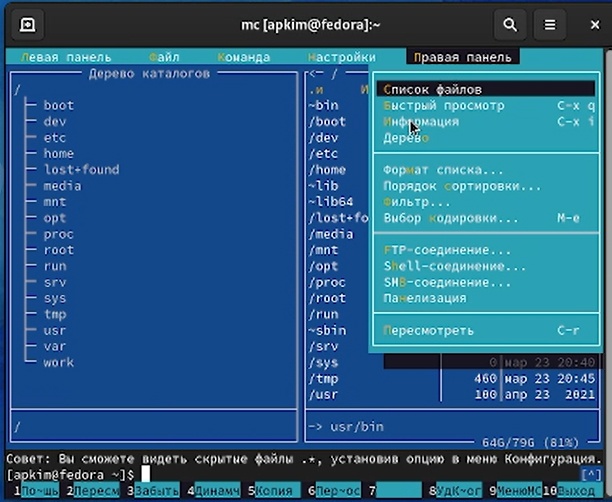 mc [apkim@fedora]:~
Левая панель Файл Команда Настройки Правая панель
Дерево каталогов
/
boot
dev
etc
home
lost+found
media
mnt
opt
proc
root
run
srv
sys
tmp
usr
var
work
/
<— /
.и И
~bin
/boot
/dev
/etc
/home
~lib
~lib64
/lost+fo
/media
/mnt
/opt
/proc
/root
/run
~sbin
/srv
/sys 0 мар 23 20:40
/tmp 460 мар 23 20:45
/usr 100 апр 23 2021
-> usr/bin
64G/79G (81%)
Список файлов
Быстрый просмотр C-x q
Информация C-x i
Дерево
Формат списка...
Порядок сортировки...
Фильтр...
Выбор кодировки... M-e
FTP-соединение...
Shell-соединение...
SMB-соединение...
Панелизация
Пересмотреть C-r
Совет: Вы сможете видеть скрытые файлы .*, установив опцию в меню Конфигурация.
[apkim@fedora ~]$ [^]
1По~щь 2Пересм 3Забыть 4Динамч 5Копия 6Пер~ос 7 8Уд~ог 9МенюMC 10Выход